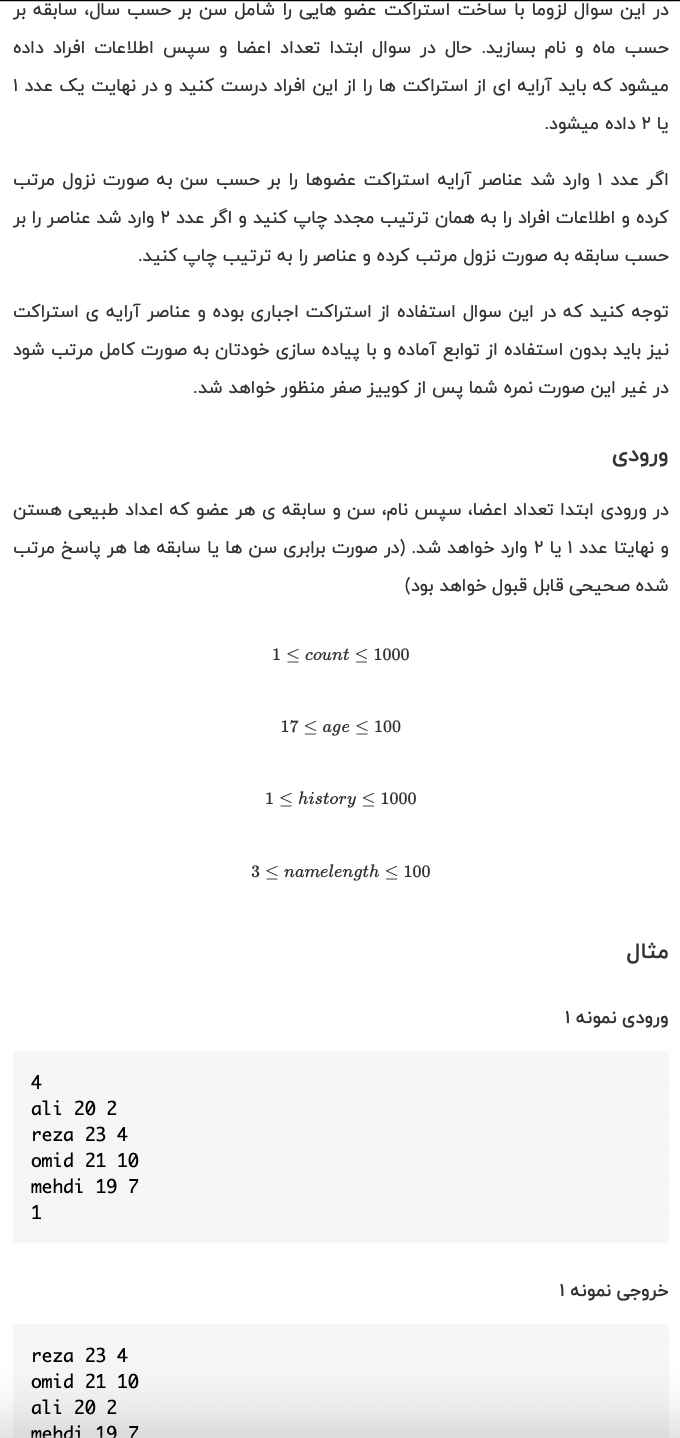 در این سوال لزوما با ساخت استراکت عضو هایی را شامل سن بر حسب سال، سابقه بر
حسب ماه و نام بسازید. حال در سوال ابتدا تعداد اعضا و سپس اطلاعات افراد داده
میشود که باید آرایه ای از استراکت ها را از این افراد درست کنید و در نهایت یک عدد ۱
یا ۲ داده میشود.
اگر عدد ۱ وارد شد عناصر آرایه استراکت عضوها را بر حسب سن به صورت نزول مرتب
کرده و اطلاعات افراد را به همان ترتیب مجدد چاپ کنید و اگر عدد ۲ وارد شد عناصر را بر
حسب سابقه به صورت نزول مرتب کرده و عناصر را به ترتیب چاپ کنید.
توجه کنید که در این سوال استفاده از استراکت اجباری بوده و عناصر آرایه ی استراکت
نیز باید بدون استفاده از توابع آماده و با پیاده سازی خودتان به صورت کامل مرتب شود
در غیر این صورت نمره شما پس از کوییز صفر منظور خواهد شد.
ورودی
در ورودی ابتدا تعداد اعضا، سپس نام، سن و سابقه ی هر عضو که اعداد طبیعی هستن
و نهایتا عدد ۱ یا ۲ وارد خواهد شد. (در صورت برابری سن ها یا سابقه ها هر پاسخ مرتب
شده صحیحی قابل قبول خواهد بود)
1 ≤ count ≤ 1000
17 ≤ age ≤ 100
1 ≤ history ≤ 1000
3 ≤ namelength ≤ 100
مثال
ورودی نمونه ۱
4
ali 20 2
reza 23 4
omid 21 10
mehdi 19 7
1
خروجی نمونه ۱
reza 23 4
omid 21 10
ali 20 2
mehdi 19 7